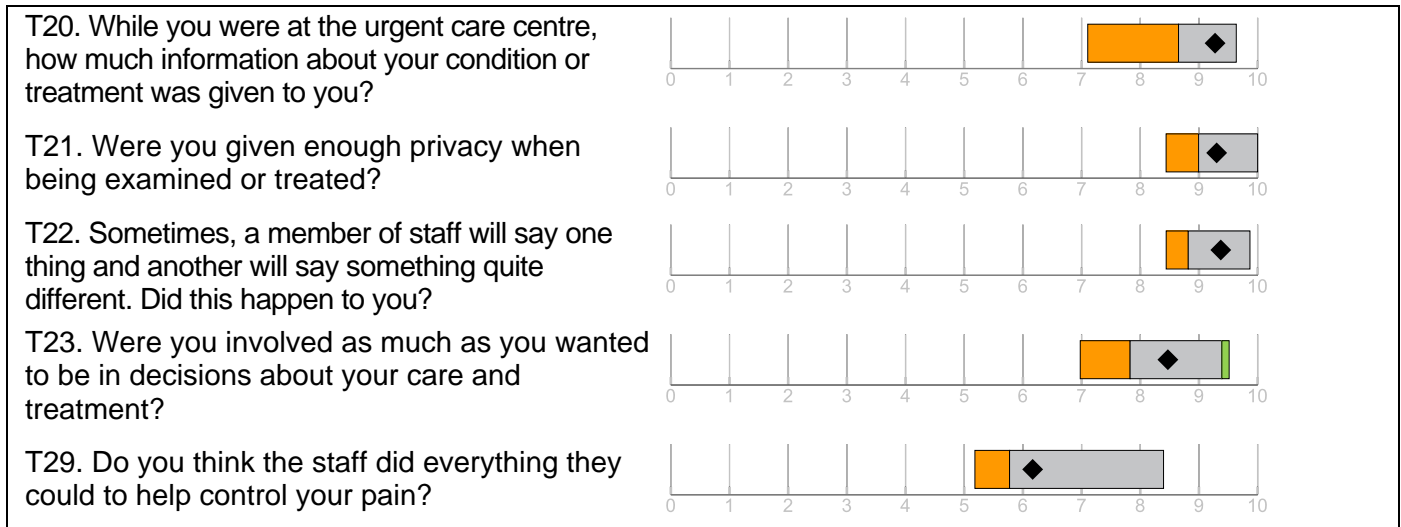 T20. While you were at the urgent care centre,
how much information about your condition or
treatment was given to you?
0 1 2 3 4 5 6 7 8 9 10
T21. Were you given enough privacy when
being examined or treated?
0 1 2 3 4 5 6 7 8 9 10
T22. Sometimes, a member of staff will say one
thing and another will say something quite
different. Did this happen to you?
0 1 2 3 4 5 6 7 8 9 10
T23. Were you involved as much as you wanted
to be in decisions about your care and
treatment?
0 1 2 3 4 5 6 7 8 9 10
T29. Do you think the staff did everything they
could to help control your pain?
0 1 2 3 4 5 6 7 8 9 10